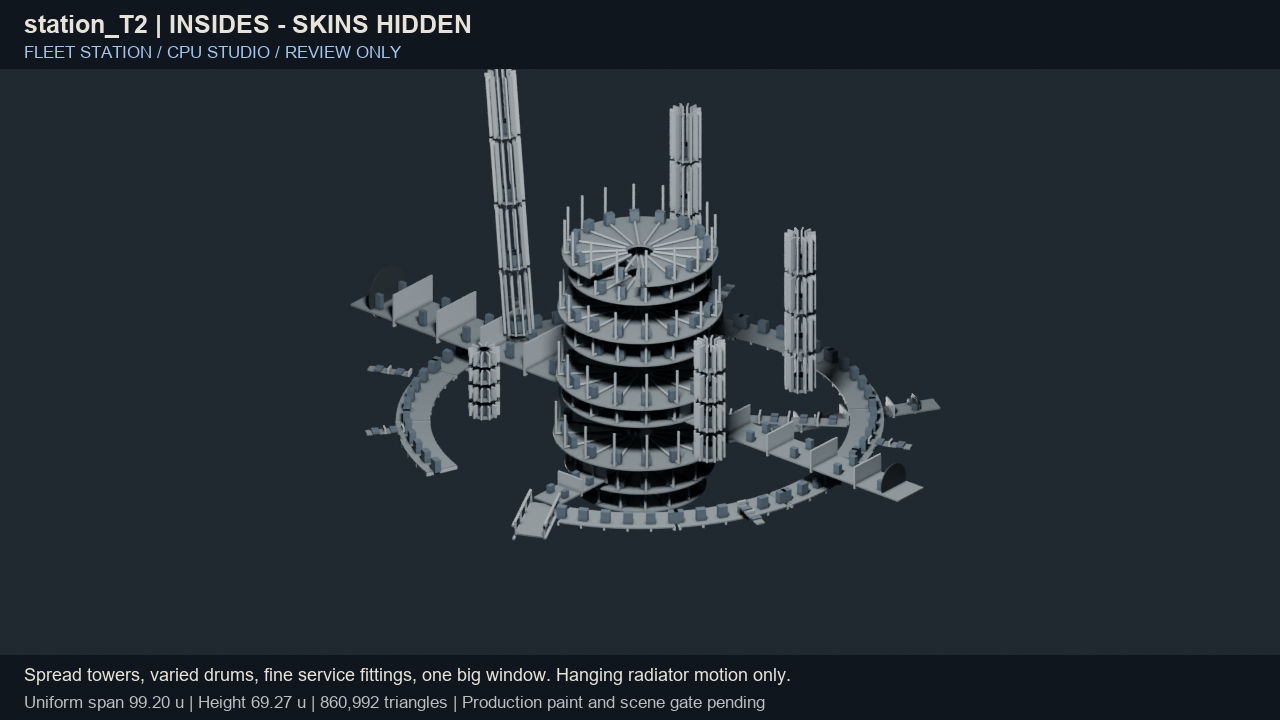 station_T2 | INSIDES - SKINS HIDDEN
FLEET STATION / CPU STUDIO / REVIEW ONLY
Spread towers, varied drums, fine service fittings, one big window. Hanging radiator motion only.
Uniform span 99.20 u | Height 69.27 u | 860,992 triangles | Production paint and scene gate pending